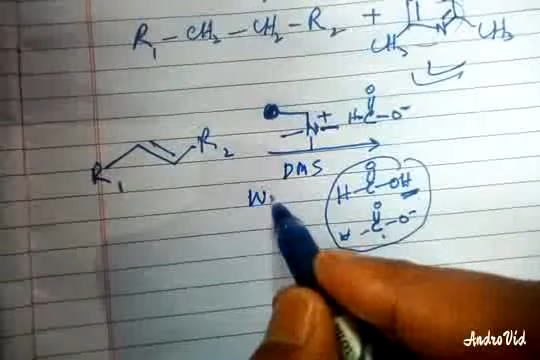 R₁ – CH₂ – CH₂ – R₂ +
N
CH₃ CH₃
O
+
H–C–O⁻
N
R₁ R₂
DMS
O
H–C–OH
W
O
C–O⁻
AndroVid